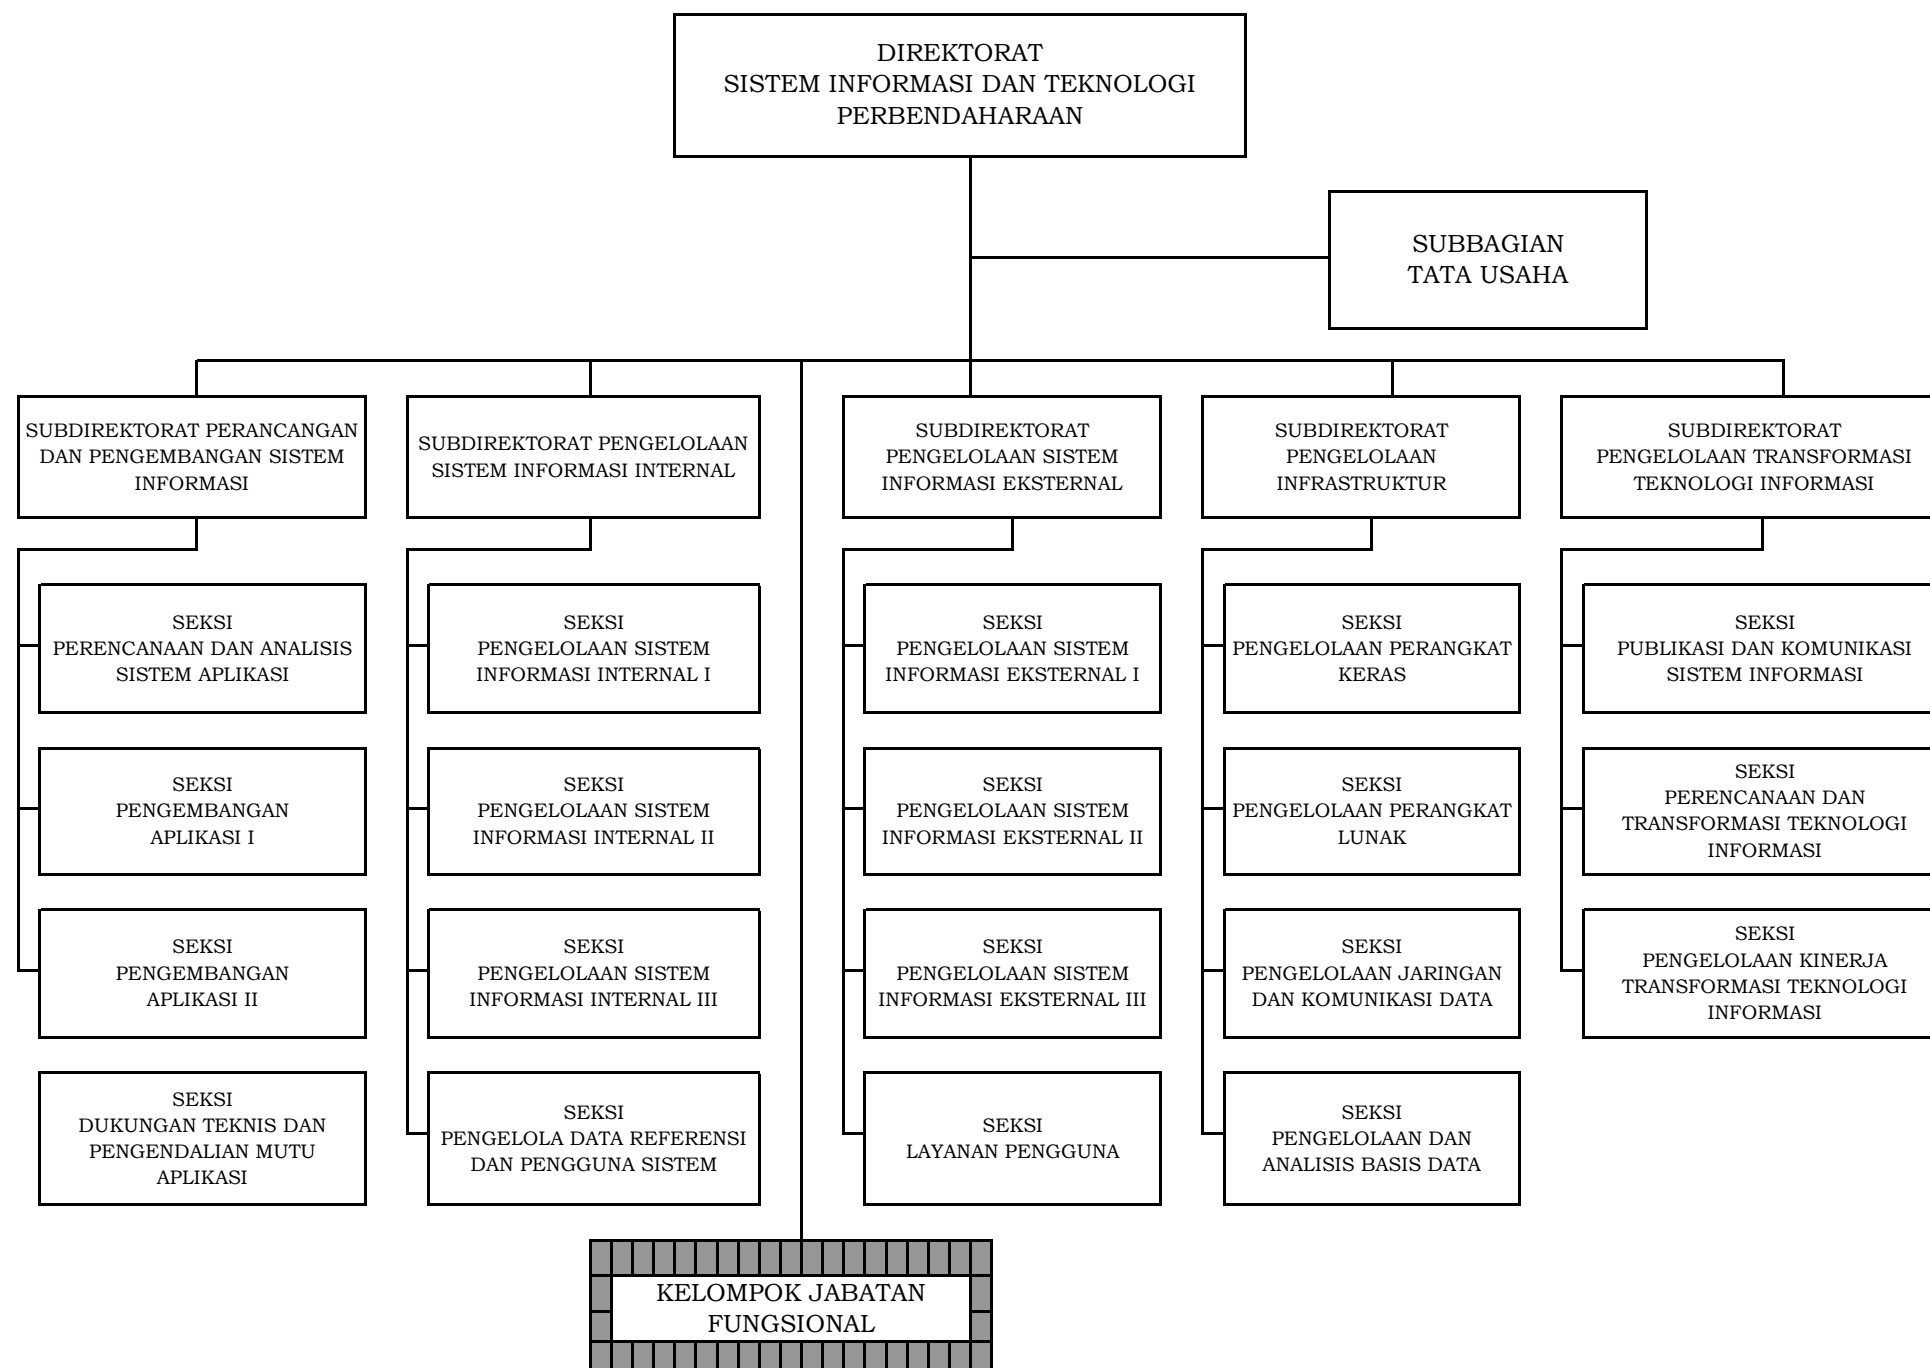 DIREKTORAT
SISTEM INFORMASI DAN TEKNOLOGI
PERBENDAHARAAN
SUBBAGIAN
TATA USAHA
SUBDIREKTORAT PERANCANGAN
DAN PENGEMBANGAN SISTEM
INFORMASI
SUBDIREKTORAT PENGELOLAAN
SISTEM INFORMASI INTERNAL
SUBDIREKTORAT
PENGELOLAAN SISTEM
INFORMASI EKSTERNAL
SUBDIREKTORAT
PENGELOLAAN
INFRASTRUKTUR
SUBDIREKTORAT
PENGELOLAAN TRANSFORMASI
TEKNOLOGI INFORMASI
SEKSI
PERENCANAAN DAN ANALISIS
SISTEM APLIKASI
SEKSI
PENGELOLAAN SISTEM
INFORMASI INTERNAL I
SEKSI
PENGELOLAAN SISTEM
INFORMASI EKSTERNAL I
SEKSI
PENGELOLAAN PERANGKAT
KERAS
SEKSI
PUBLIKASI DAN KOMUNIKASI
SISTEM INFORMASI
SEKSI
PENGEMBANGAN
APLIKASI I
SEKSI
PENGELOLAAN SISTEM
INFORMASI INTERNAL II
SEKSI
PENGELOLAAN SISTEM
INFORMASI EKSTERNAL II
SEKSI
PENGELOLAAN PERANGKAT
LUNAK
SEKSI
PERENCANAAN DAN
TRANSFORMASI TEKNOLOGI
INFORMASI
SEKSI
PENGEMBANGAN
APLIKASI II
SEKSI
PENGELOLAAN SISTEM
INFORMASI INTERNAL III
SEKSI
PENGELOLAAN SISTEM
INFORMASI EKSTERNAL III
SEKSI
PENGELOLAAN JARINGAN
DAN KOMUNIKASI DATA
SEKSI
PENGELOLAAN KINERJA
TRANSFORMASI TEKNOLOGI
INFORMASI
SEKSI
DUKUNGAN TEKNIS DAN
PENGENDALIAN MUTU
APLIKASI
SEKSI
PENGELOLA DATA REFERENSI
DAN PENGGUNA SISTEM
SEKSI
LAYANAN PENGGUNA
SEKSI
PENGELOLAAN DAN
ANALISIS BASIS DATA
KELOMPOK JABATAN
FUNGSIONAL